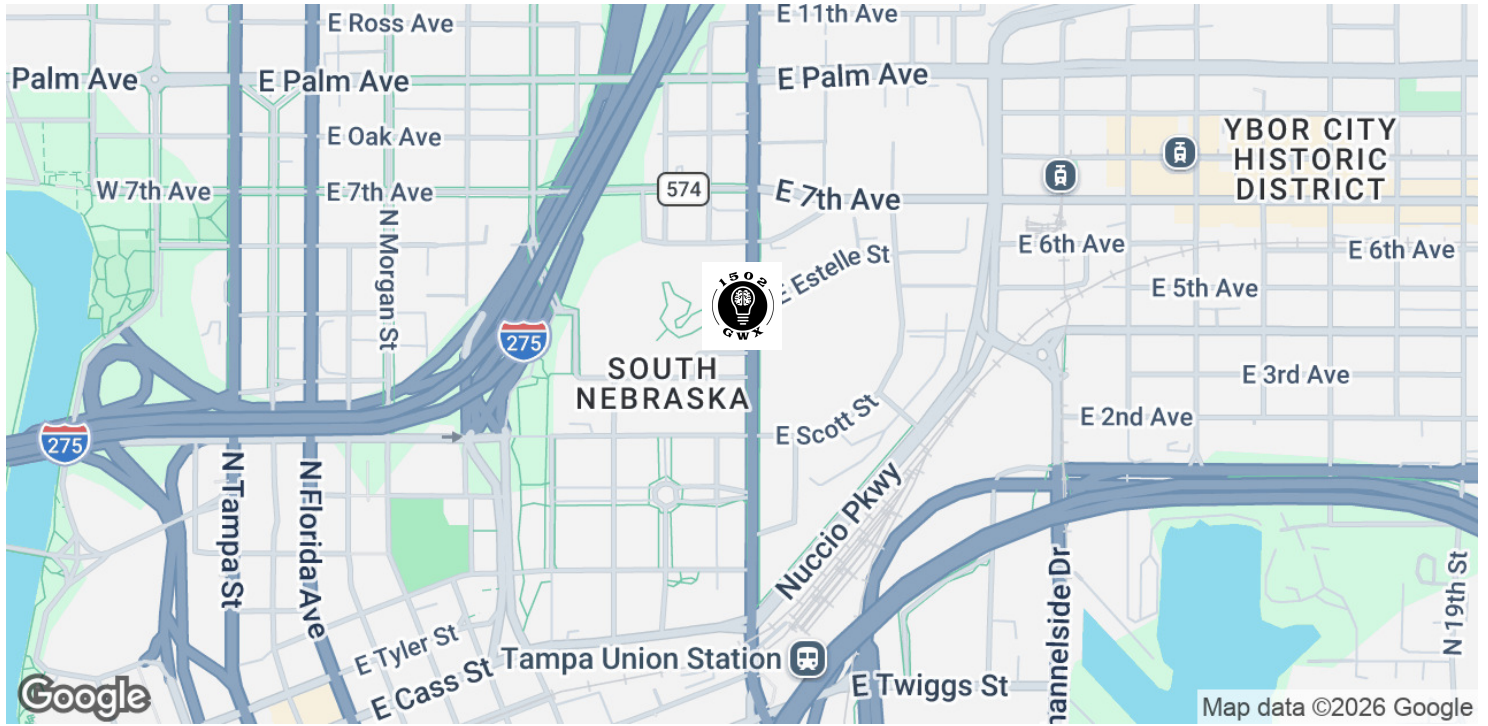 E Ross Ave
E 11th Ave
Palm Ave
E Palm Ave
E Palm Ave
E Oak Ave
YBOR CITY
HISTORIC
DISTRICT
W 7th Ave
E 7th Ave
574
E 7th Ave
N Morgan St
E 6th Ave
E 6th Ave
E Estelle St
1502
GWX
E 5th Ave
275
SOUTH
NEBRASKA
E 3rd Ave
E 2nd Ave
275
E Scott St
N Tampa St
N Florida Ave
Nuccio Pkwy
hannelside Dr
N 19th St
E Tyler St
E Cass St
Tampa Union Station
E Twiggs St
Google
Map data ©2026 Google